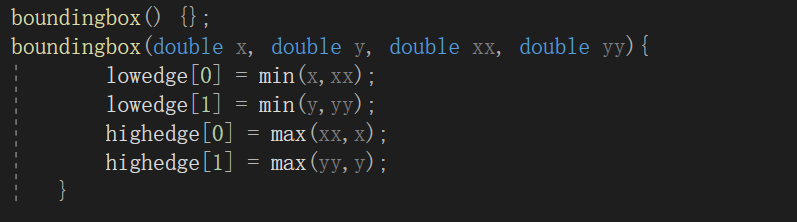 boundingbox() {};
boundingbox(double x, double y, double xx, double yy){
lowedge[0] = min(x,xx);
lowedge[1] = min(y,yy);
highedge[0] = max(xx,x);
highedge[1] = max(yy,y);
}